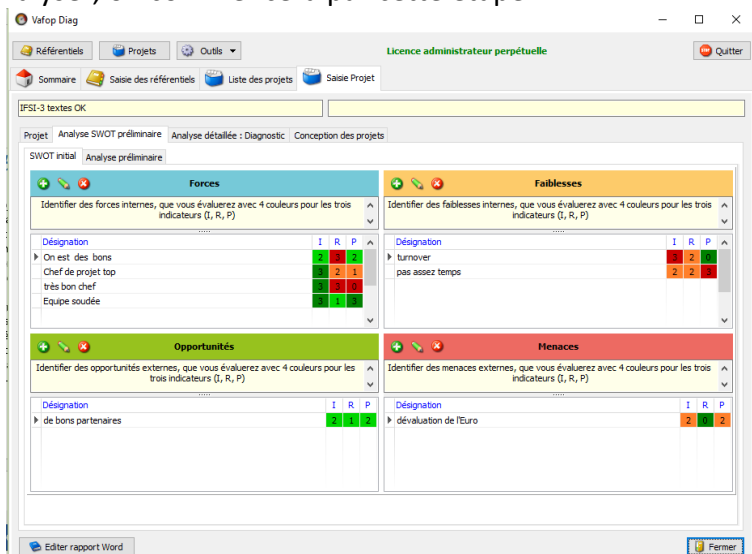 Vafop Diag
Référentiels Projets Outils Licence administrateur perpétuelle Quitter
Sommaire Saisie des référentiels Liste des projets Saisie Projet
IFSI-3 textes OK
Projet Analyse SWOT préliminaire Analyse détaillée : Diagnostic Conception des projets
SWOT initial Analyse préliminaire
Forces
Identifier des forces internes, que vous évaluerez avec 4 couleurs pour les trois
indicateurs (I, R, P)
Désignation I R P
On est des bons 2 3 2
Chef de projet top 3 2 1
très bon chef 3 3 0
Equipe soudée 3 1 3
Faiblesses
Identifier des faiblesses internes, que vous évaluerez avec 4 couleurs pour les trois
indicateurs (I, R, P)
Désignation I R P
turnover 3 2 0
pas assez temps 2 2 3
Opportunités
Identifier des opportunités externes, que vous évaluerez avec 4 couleurs pour les
trois indicateurs (I, R, P)
Désignation I R P
de bons partenaires 2 1 2
Menaces
Identifier des menaces externes, que vous évaluerez avec 4 couleurs pour les trois
indicateurs (I, R, P)
Désignation I R P
dévaluation de l'Euro 2 0 2
Editer rapport Word Fermer